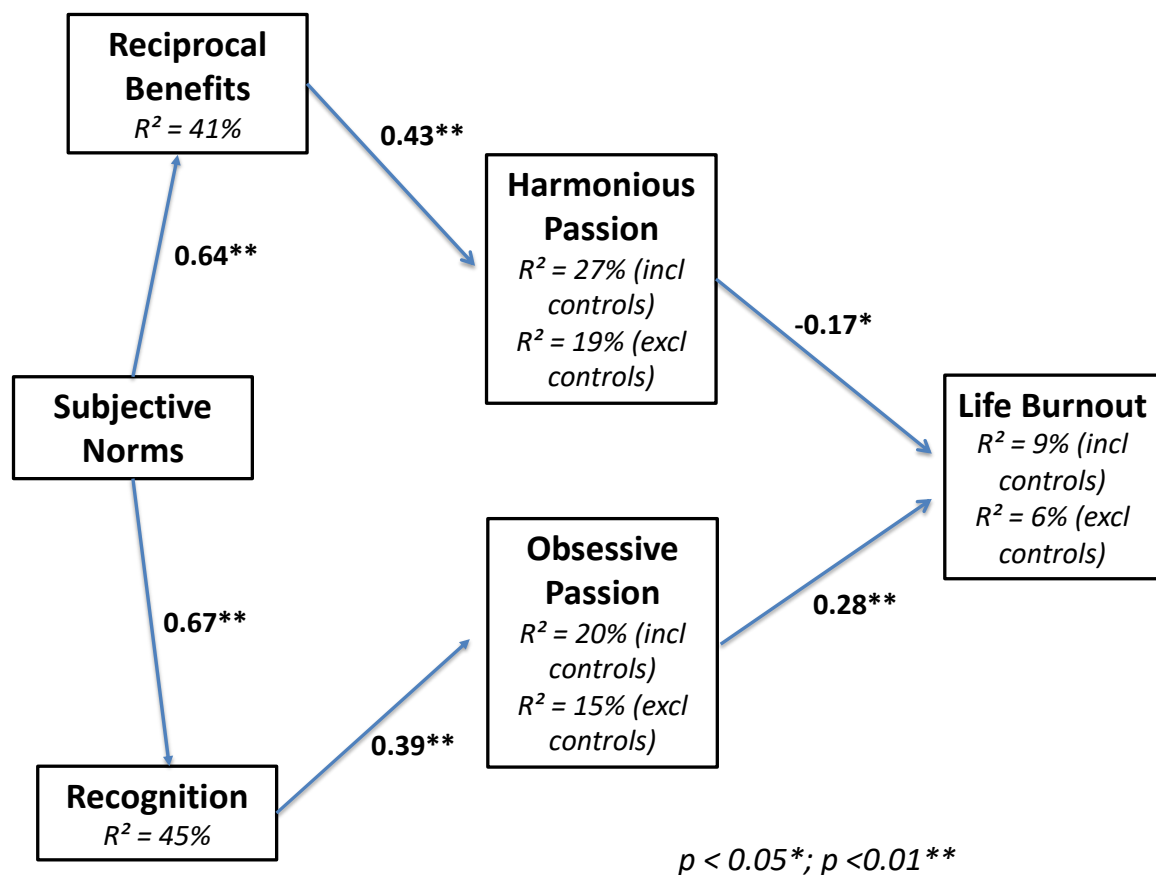 Reciprocal
Benefits
R² = 41%
0.43**
Harmonious
Passion
R² = 27% (incl
controls)
R² = 19% (excl
controls)
0.64**
-0.17*
Subjective
Norms
Life Burnout
R² = 9% (incl
controls)
R² = 6% (excl
controls)
Obsessive
Passion
R² = 20% (incl
controls)
R² = 15% (excl
controls)
0.28**
0.67**
0.39**
Recognition
R² = 45%
p < 0.05*; p <0.01**